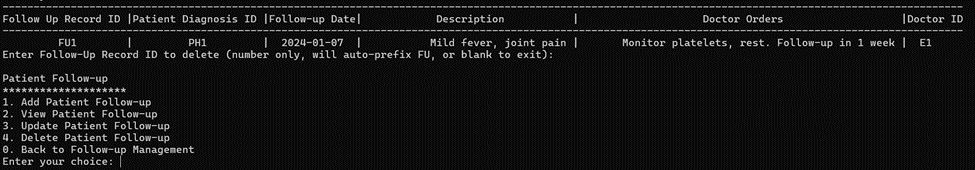 Follow Up Record ID |Patient Diagnosis ID|Follow-up Date| Description | Doctor Orders |Doctor ID
FU1 | PH1 | 2024-01-07 | Mild fever, joint pain | Monitor platelets, rest. Follow-up in 1 week | E1
Enter Follow-Up Record ID to delete (number only, will auto-prefix FU, or blank to exit):
Patient Follow-up
********************
1. Add Patient Follow-up
2. View Patient Follow-up
3. Update Patient Follow-up
4. Delete Patient Follow-up
0. Back to Follow-up Management
Enter your choice: